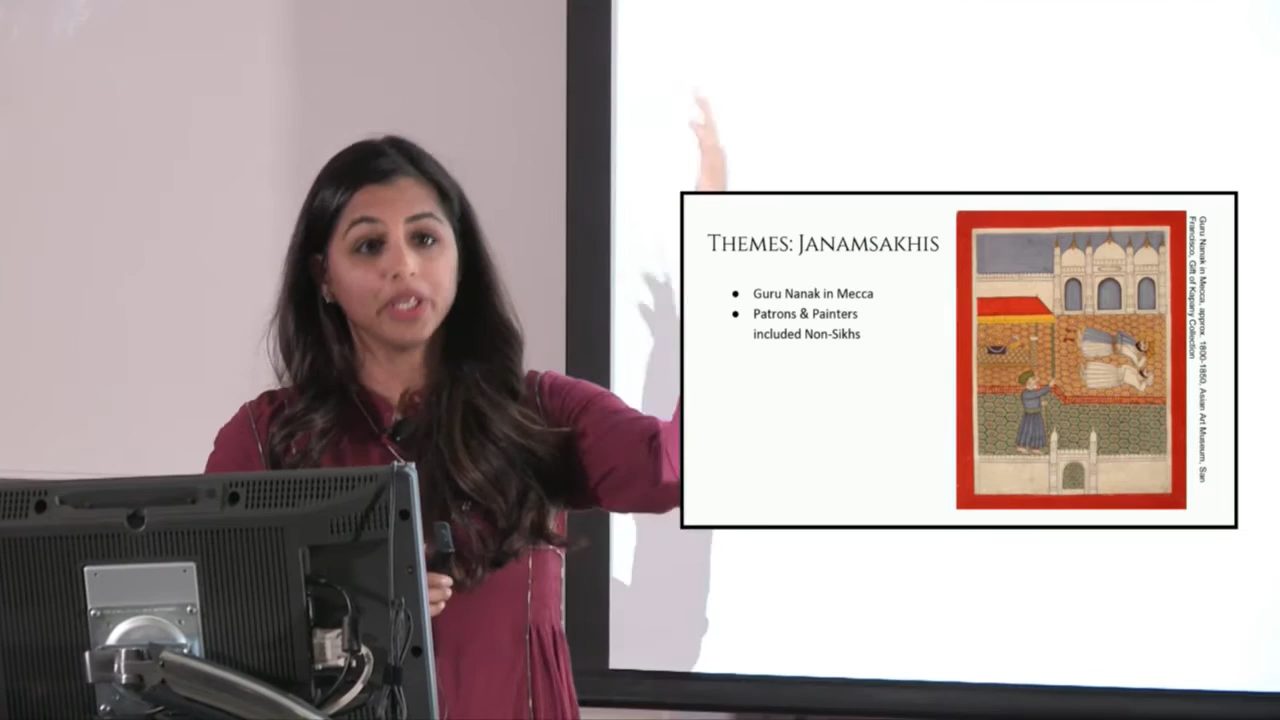 THEMES: JANAMSAKHIS
● Guru Nanak in Mecca
● Patrons & Painters
included Non-Sikhs
Guru Nanak in Mecca, approx. 1800-1850, Asian Art Museum, San
Francisco, Gift of Kapany Collection